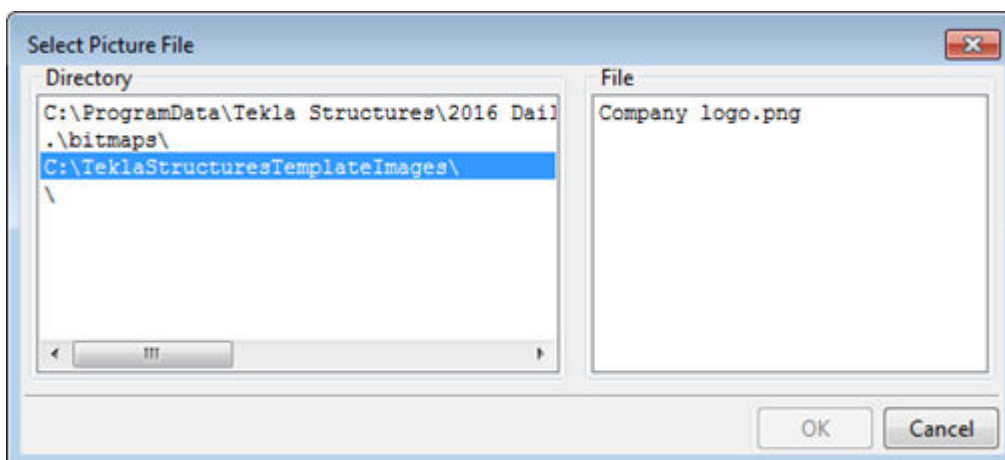 Select Picture File
Directory
C:\ProgramData\Tekla Structures\2016 Dail
.\bitmaps\
C:\TeklaStructuresTemplateImages\
\
File
Company logo.png
OK
Cancel